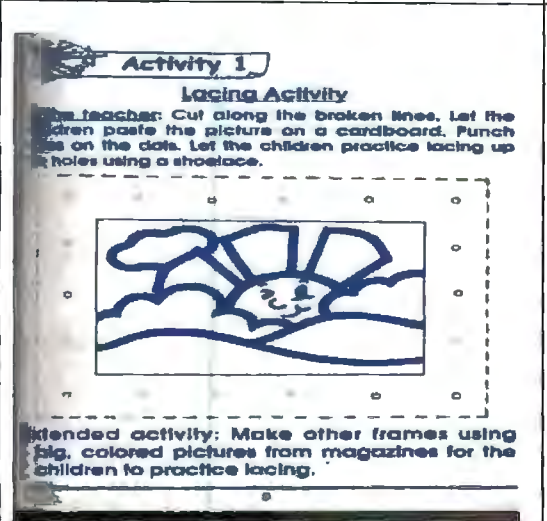 Activity 1
Lacing Activity
teacher: Cut along the broken lines. Let the
paste the picture on a cardboard. Punch
on the dots. Let the children practice lacing up
holes using a shoelace.
activity: Make other frames using
big, colored pictures from magazines for the
children to practice lacing.